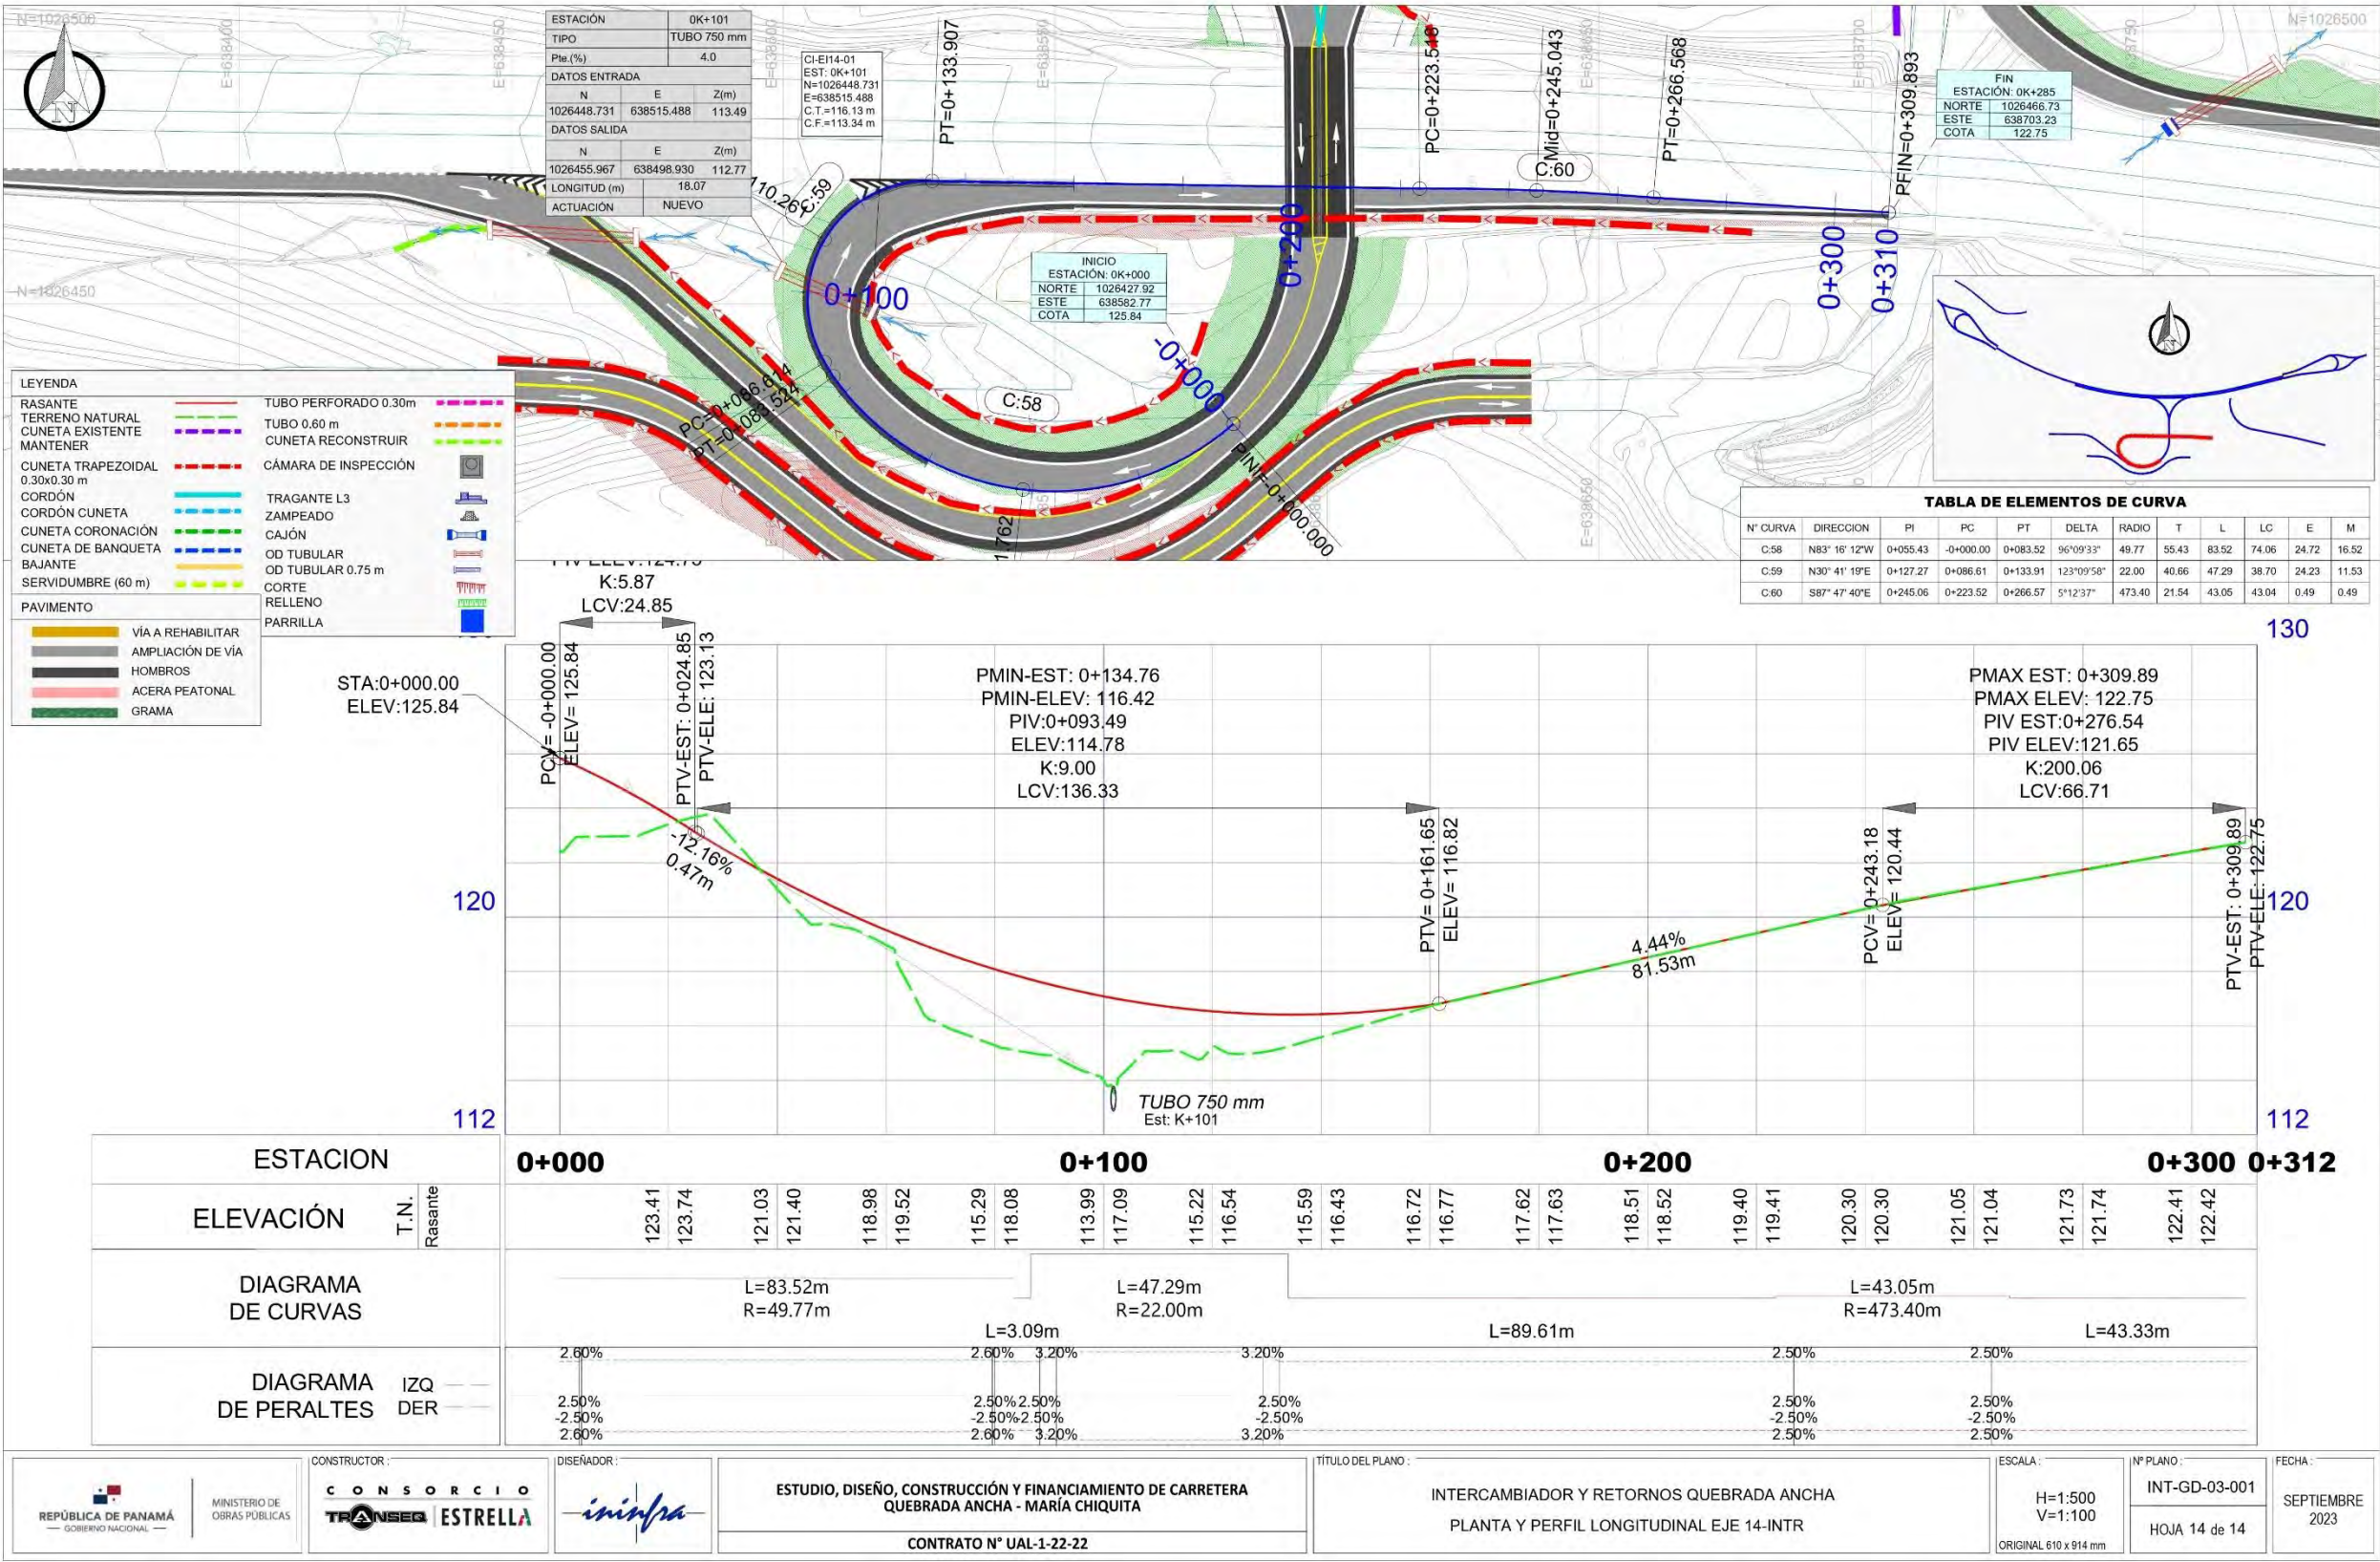 N=1026500
E=638400
E=638450
E=638500
E=638550
E=638650
E=638700
E=638750
N=1026500
N
ESTACIÓN 0K+101
TIPO TUBO 750 mm
Pte.(%) 4.0
DATOS ENTRADA
N E Z(m)
1026448.731 638515.488 113.49
DATOS SALIDA
N E Z(m)
1026455.967 638498.930 112.77
LONGITUD (m) 18.07
ACTUACIÓN NUEVO
CI-EI14-01
EST: 0K+101
N=1026448.731
E=638515.488
C.T.=116.13 m
C.F.=113.34 m
PT=0+133.907
PC=0+223.518
C:Mid=0+245.043
C:60
PT=0+266.568
PFIN=0+309.893
FIN
ESTACIÓN: 0K+285
NORTE 1026466.73
ESTE 638703.23
COTA 122.75
110.261
C:59
N=1026450
0+100
INICIO
ESTACIÓN: 0K+000
NORTE 1026427.92
ESTE 638582.77
COTA 125.84
0+200
0+300
0+310
-0+000
C:58
PC=0+086.614
PT=0+083.524
PINI=-0+000.000
1.762
E=638650
N
LEYENDA
RASANTE
TERRENO NATURAL
CUNETA EXISTENTE
MANTENER
CUNETA TRAPEZOIDAL
0.30x0.30 m
CORDÓN
CORDÓN CUNETA
CUNETA CORONACIÓN
CUNETA DE BANQUETA
BAJANTE
SERVIDUMBRE (60 m)
TUBO PERFORADO 0.30m
TUBO 0.60 m
CUNETA RECONSTRUIR
CÁMARA DE INSPECCIÓN
TRAGANTE L3
ZAMPEADO
CAJÓN
OD TUBULAR
OD TUBULAR 0.75 m
CORTE
RELLENO
PARRILLA
PAVIMENTO
VÍA A REHABILITAR
AMPLIACIÓN DE VÍA
HOMBROS
ACERA PEATONAL
GRAMA
TABLA DE ELEMENTOS DE CURVA
N° CURVA DIRECCION PI PC PT DELTA RADIO T L LC E M
C:58 N83° 16' 12"W 0+055.43 -0+000.00 0+083.52 96°09'33" 49.77 55.43 83.52 74.06 24.72 16.52
C:59 N30° 41' 19"E 0+127.27 0+086.61 0+133.91 123°09'58" 22.00 40.66 47.29 38.70 24.23 11.53
C:60 S87° 47' 40"E 0+245.06 0+223.52 0+266.57 5°12'37" 473.40 21.54 43.05 43.04 0.49 0.49
K:5.87
LCV:24.85
STA:0+000.00
ELEV:125.84
PCV= -0+000.00
ELEV= 125.84
PTV-EST: 0+024.85
PTV-ELE: 123.13
PMIN-EST: 0+134.76
PMIN-ELEV: 116.42
PIV:0+093.49
ELEV:114.78
K:9.00
LCV:136.33
PMAX EST: 0+309.89
PMAX ELEV: 122.75
PIV EST:0+276.54
PIV ELEV:121.65
K:200.06
LCV:66.71
-12.16%
0.47m
PTV= 0+161.65
ELEV= 116.82
4.44%
81.53m
PCV= 0+243.18
ELEV= 120.44
PTV-EST: 0+309.89
PTV-ELE: 122.75
130
120
120
112
112
TUBO 750 mm
Est: K+101
ESTACION 0+000 0+100 0+200 0+300 0+312
ELEVACIÓN T.N. Rasante
123.41 123.74 121.03 121.40 118.98 119.52 115.29 118.08 113.99 117.09 115.22 116.54 115.59 116.43 116.72 116.77 117.62 117.63 118.51 118.52 119.40 119.41 120.30 120.30 121.05 121.04 121.73 121.74 122.41 122.42
DIAGRAMA
DE CURVAS
L=83.52m
R=49.77m
L=3.09m
L=47.29m
R=22.00m
L=89.61m
L=43.05m
R=473.40m
L=43.33m
DIAGRAMA
DE PERALTES
IZQ
DER
2.60% 2.60% 3.20% 3.20% 2.50% 2.50%
2.50% 2.50% 2.50% 2.50% 2.50% 2.50%
-2.50% -2.50% -2.50% -2.50% -2.50% -2.50%
2.60% 2.60% 3.20% 3.20% 2.50% 2.50%
REPÚBLICA DE PANAMÁ
— GOBIERNO NACIONAL —
MINISTERIO DE
OBRAS PÚBLICAS
CONSTRUCTOR :
CONSORCIO
TRANSEQ ESTRELLA
DISEÑADOR :
ininfra
ESTUDIO, DISEÑO, CONSTRUCCIÓN Y FINANCIAMIENTO DE CARRETERA
QUEBRADA ANCHA - MARÍA CHIQUITA
CONTRATO N° UAL-1-22-22
TÍTULO DEL PLANO :
INTERCAMBIADOR Y RETORNOS QUEBRADA ANCHA
PLANTA Y PERFIL LONGITUDINAL EJE 14-INTR
ESCALA :
H=1:500
V=1:100
ORIGINAL 610 x 914 mm
Nº PLANO :
INT-GD-03-001
HOJA 14 de 14
FECHA :
SEPTIEMBRE
2023